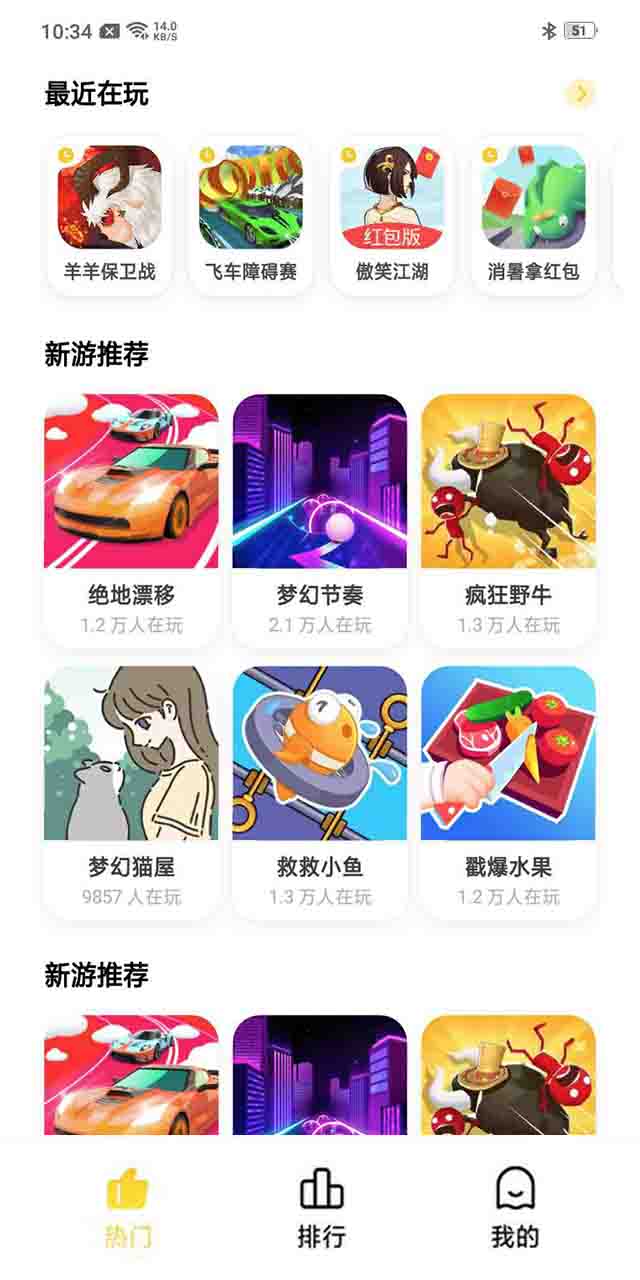 10:34 14.0 KB/S 51
最近在玩
红包版
羊羊保卫战 飞车障碍赛 傲笑江湖 消暑拿红包
新游推荐
绝地漂移 梦幻节奏 疯狂野牛
1.2 万人在玩 2.1 万人在玩 1.3 万人在玩
梦幻猫屋 救救小鱼 戳爆水果
9857 人在玩 1.3 万人在玩 1.2 万人在玩
新游推荐
热门 排行 我的